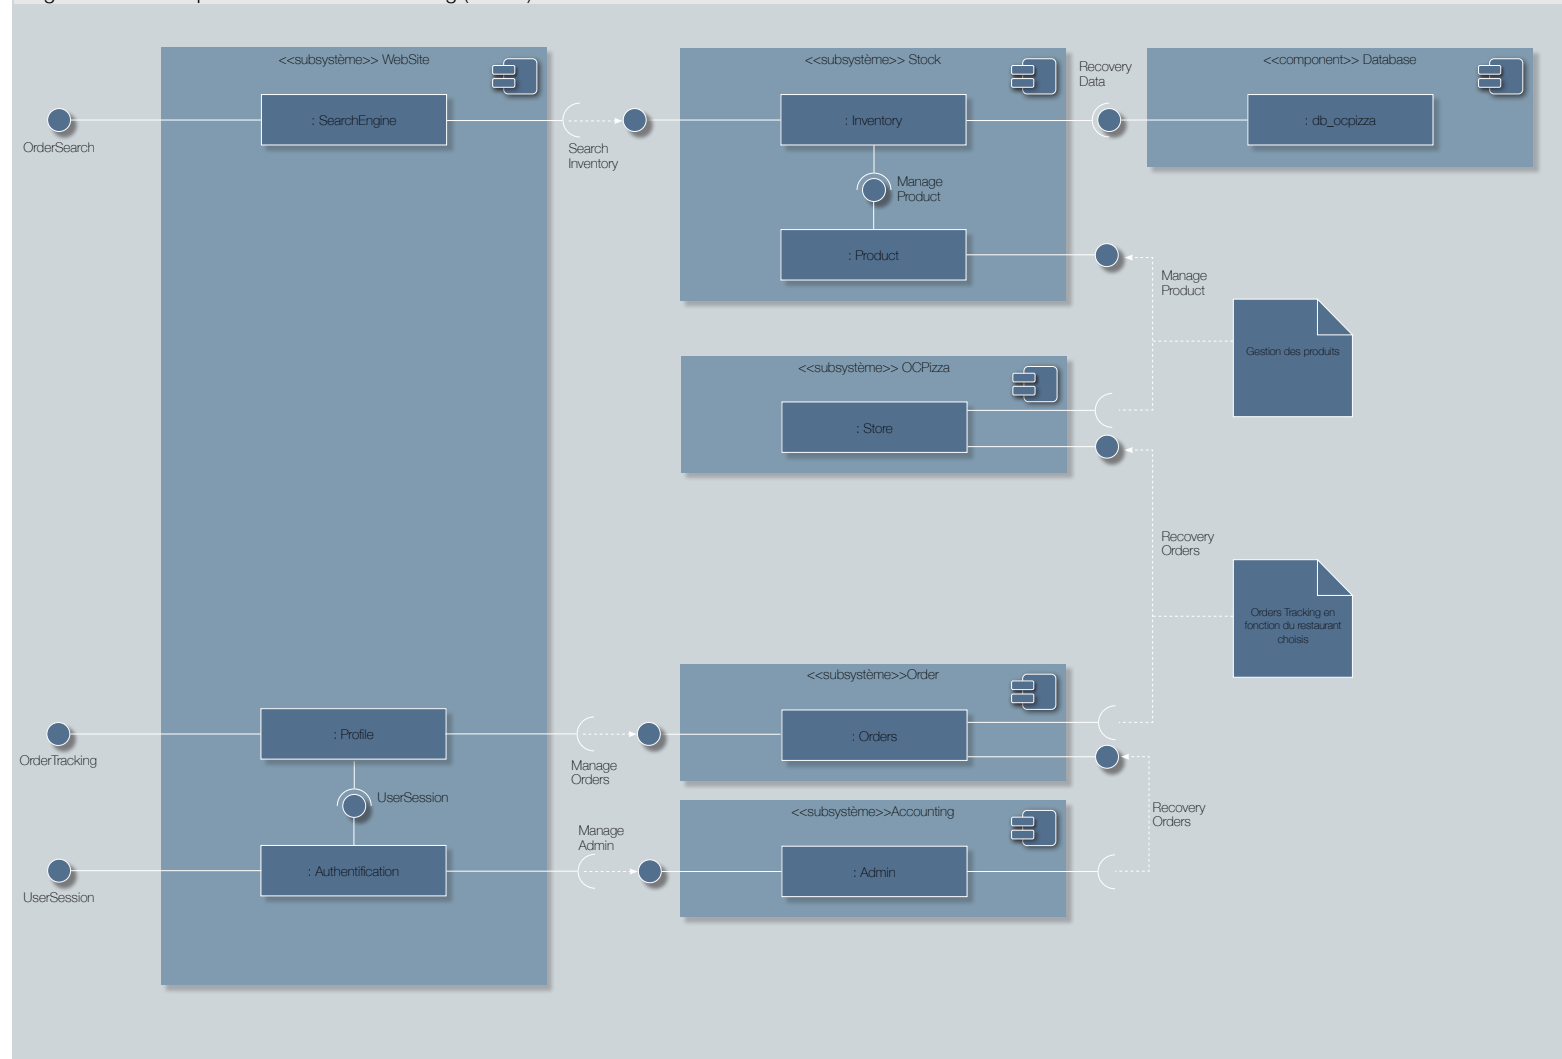 <<subsystème>> WebSite
<<subsystème>> Stock
Recovery
Data
<<component>> Database
: SearchEngine
: Inventory
: db_ocpizza
OrderSearch
Search
Inventory
Manage
Product
: Product
Manage
Product
Gestion des produits
<<subsystème>> OCPizza
: Store
Recovery
Orders
Orders Tracking en
fonction du restaurant
choisis
<<subsystème>>Order
: Profile
: Orders
OrderTracking
Manage
Orders
UserSession
<<subsystème>>Accounting
Recovery
Orders
Manage
Admin
: Authentification
: Admin
UserSession